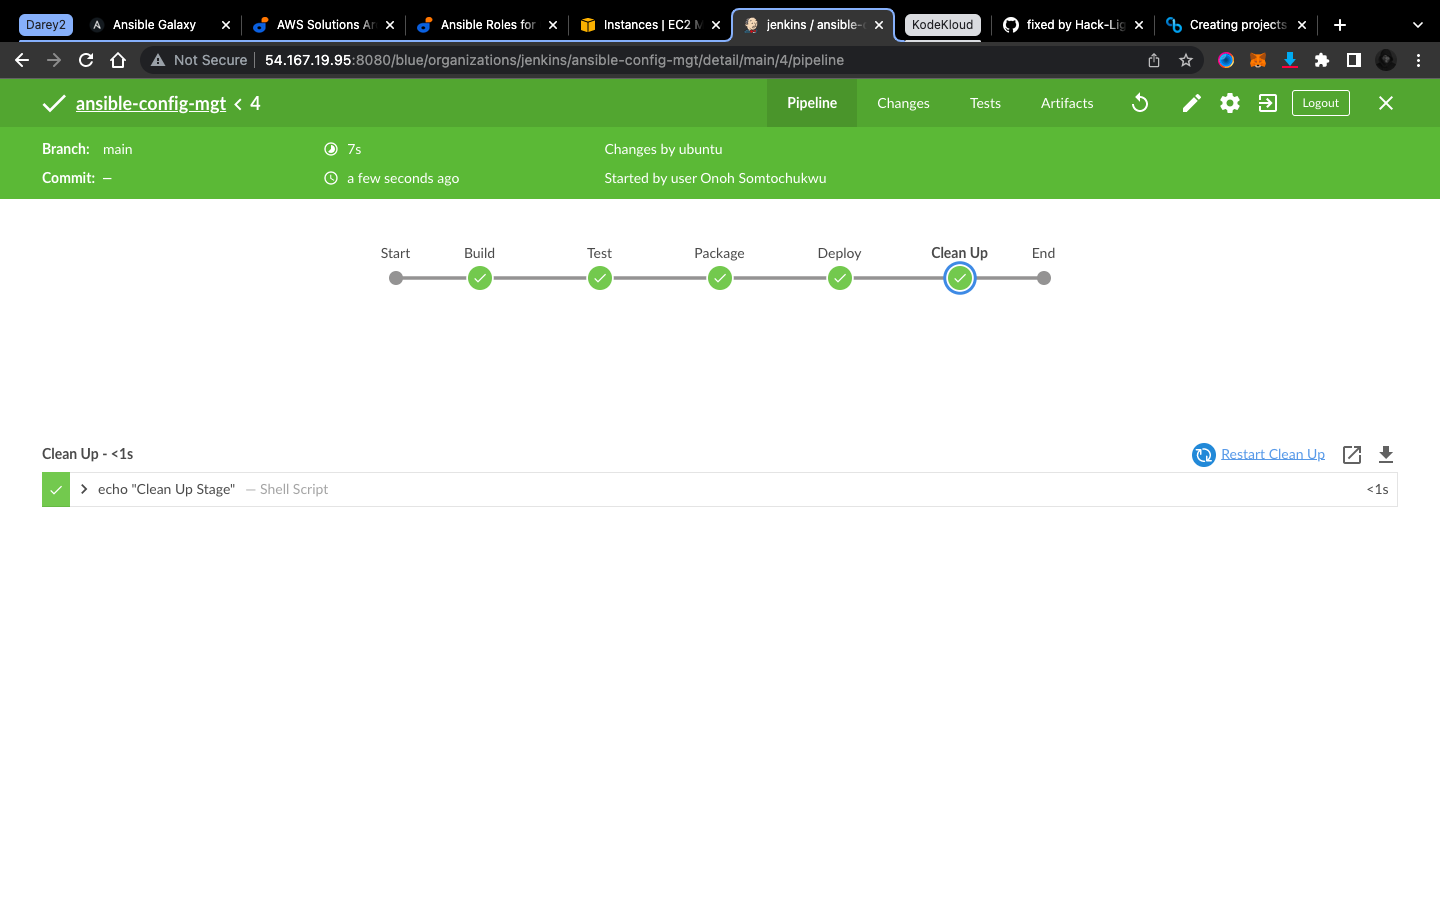 Darey2 Ansible Galaxy AWS Solutions Ar Ansible Roles for Instances | EC2 M jenkins / ansible-c KodeKloud fixed by Hack-Lig Creating projects
Not Secure 54.167.19.95:8080/blue/organizations/jenkins/ansible-config-mgt/detail/main/4/pipeline
ansible-config-mgt < 4 Pipeline Changes Tests Artifacts Logout
Branch: main 7s Changes by ubuntu
Commit: — a few seconds ago Started by user Onoh Somtochukwu
Start Build Test Package Deploy Clean Up End
Clean Up - <1s Restart Clean Up
echo "Clean Up Stage" — Shell Script <1s